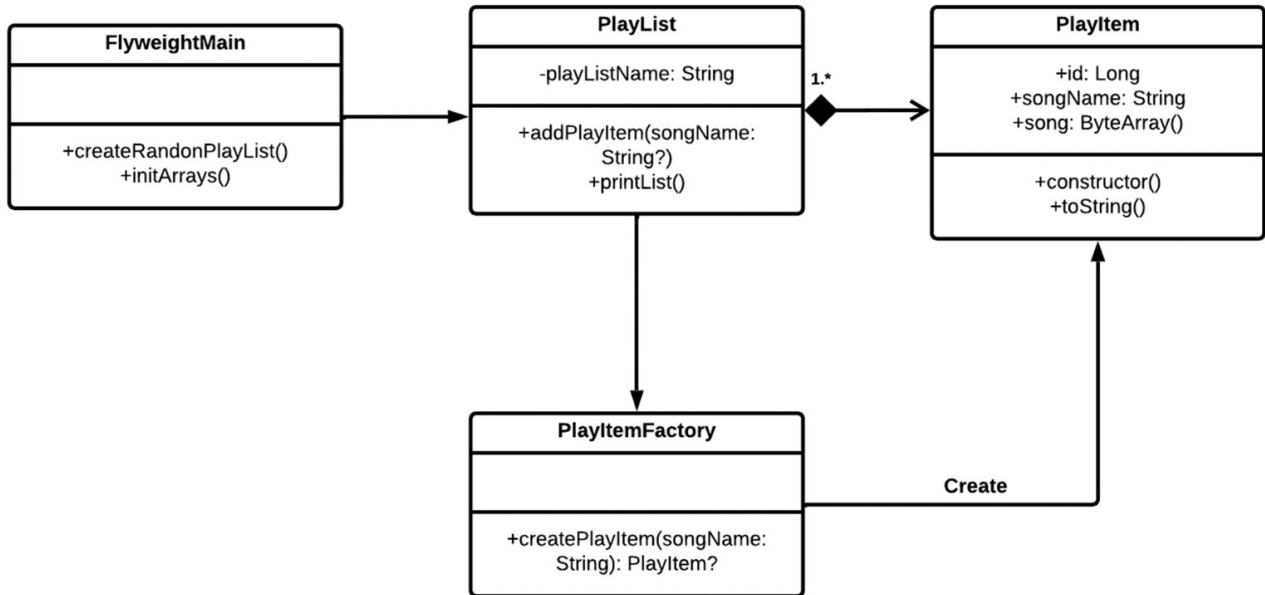 FlyweightMain
+createRandonPlayList()
+initArrays()
PlayList
-playListName: String
+addPlayItem(songName:
String?)
+printList()
1.*
PlayItem
+id: Long
+songName: String
+song: ByteArray()
+constructor()
+toString()
PlayItemFactory
+createPlayItem(songName:
String): PlayItem?
Create